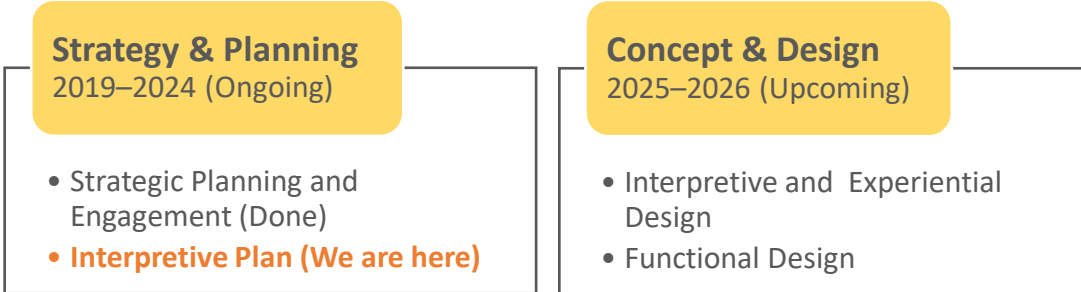 Strategy & Planning
2019–2024 (Ongoing)
• Strategic Planning and
Engagement (Done)
• Interpretive Plan (We are here)
Concept & Design
2025–2026 (Upcoming)
• Interpretive and Experiential
Design
• Functional Design